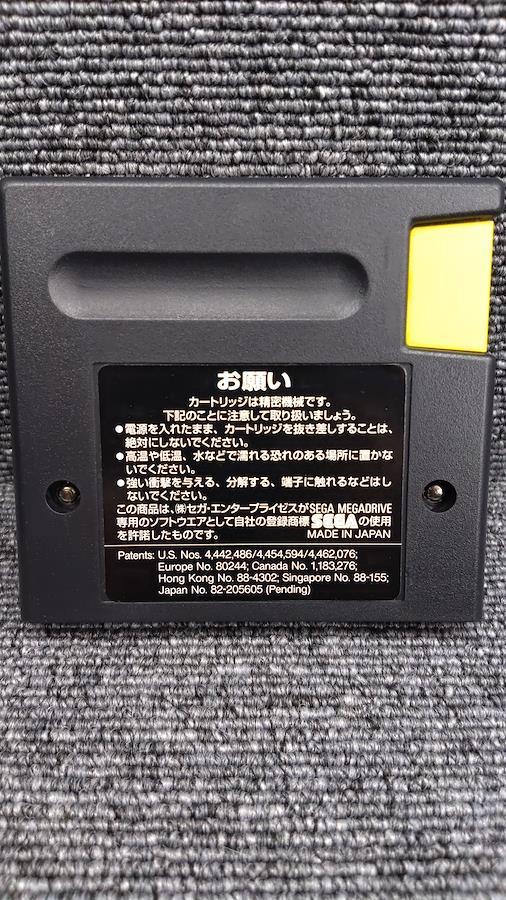 お願い
カートリッジは精密機械です。
下記のことに注意して取り扱いましょう。
●電源を入れたまま、カートリッジを抜き差しすることは、
絶対にしないでください。
●高温や低温、水などで濡れる恐れのある場所に置かな
いでください。
●強い衝撃を与える、分解する、端子に触れるなどはし
ないでください。
この商品は、㈱セガ・エンタープライゼスがSEGA MEGADRIVE
専用のソフトウエアとして自社の登録商標SEGAの使用
を許諾したものです。
MADE IN JAPAN
Patents: U.S. Nos. 4,442,486/4,454,594/4,462,076;
Europe No. 80244; Canada No. 1,183,276;
Hong Kong No. 88-4302; Singapore No. 88-155;
Japan No. 82-205605 (Pending)